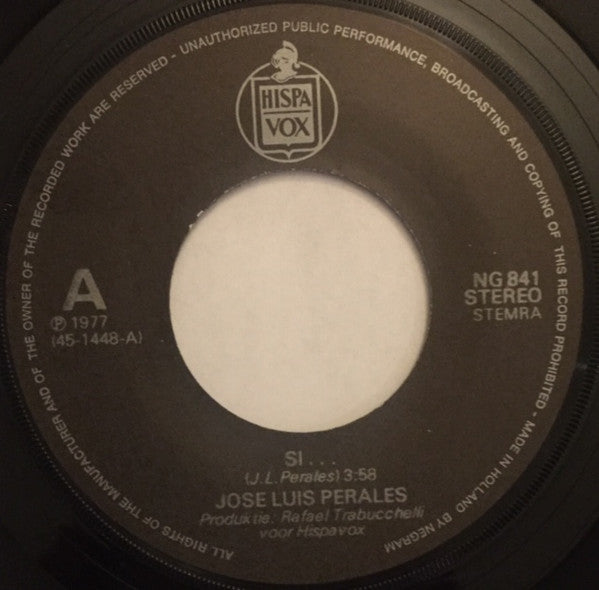 ALL RIGHTS OF THE MANUFACTURER AND OF THE OWNER OF THE RECORDED WORK ARE RESERVED - UNAUTHORIZED PUBLIC PERFORMANCE, BROADCASTING AND COPYING OF THIS RECORD PROHIBITED - MADE IN HOLLAND BY NEGRAM
HISPA
VOX
A
℗ 1977
(45-1448-A)
NG 841
STEREO
STEMRA
SI...
(J.L. Perales) 3:58
JOSE LUIS PERALES
Produktie: Rafael Trabucchelli
voor Hispavox